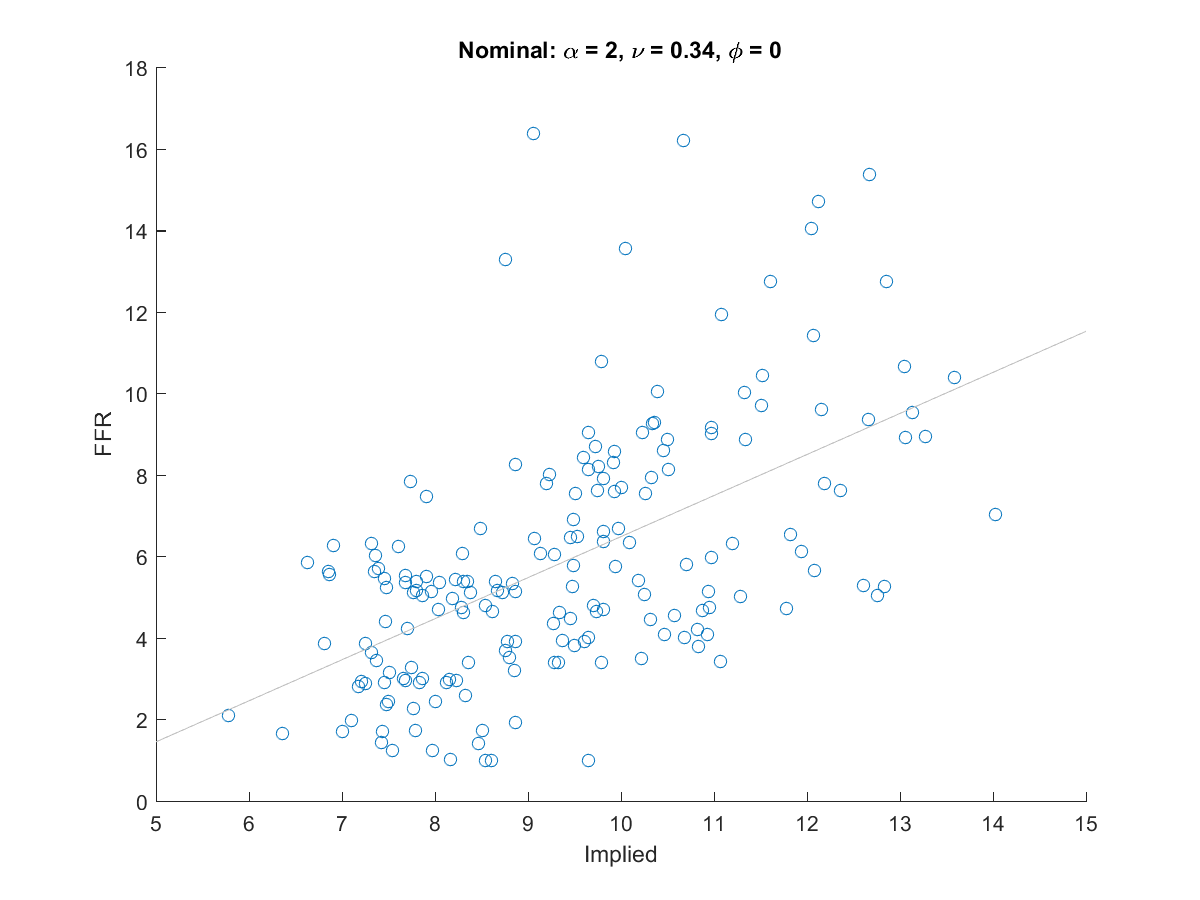 Nominal: α = 2, ν = 0.34, ϕ = 0
18
16
14
12
10
8
6
4
2
0
FFR
5 6 7 8 9 10 11 12 13 14 15
Implied